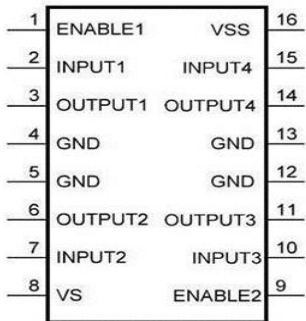 1 ENABLE1 VSS 16
2 INPUT1 INPUT4 15
3 OUTPUT1 OUTPUT4 14
4 GND GND 13
5 GND GND 12
6 OUTPUT2 OUTPUT3 11
7 INPUT2 INPUT3 10
8 VS ENABLE2 9